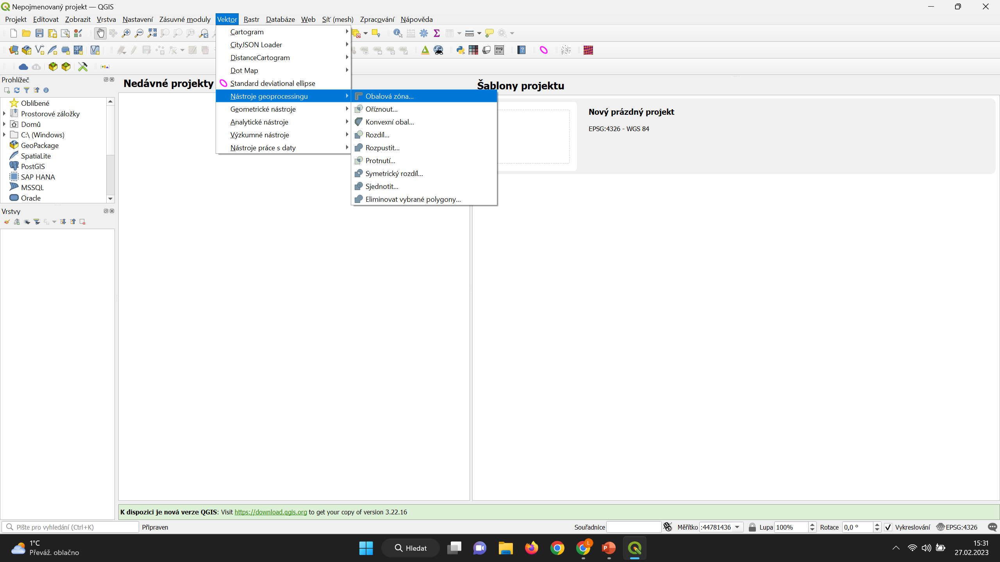 Nepojmenovaný projekt — QGIS
Projekt Editovat Zobrazit Vrstva Nastavení Zásuvné moduly Vektor Rastr Databáze Web Síť (mesh) Zpracování Nápověda
Cartogram
CityJSON Loader
DistanceCartogram
Dot Map
Standard deviational ellipse
Nástroje geoprocessingu
Geometrické nástroje
Analytické nástroje
Výzkumné nástroje
Nástroje práce s daty
Obalová zóna...
Oříznout...
Konvexní obal...
Rozdíl...
Rozpustit...
Protnutí...
Symetrický rozdíl...
Sjednotit...
Eliminovat vybrané polygony...
Prohlížeč
Oblíbené
Prostorové záložky
Domů
C:\ (Windows)
GeoPackage
SpatiaLite
PostGIS
SAP HANA
MSSQL
Oracle
Vrstvy
Nedávné projekty
Šablony projektu
Nový prázdný projekt
EPSG:4326 - WGS 84
K dispozici je nová verze QGIS: Visit https://download.qgis.org to get your copy of version 3.22.16
Pište pro vyhledání (Ctrl+K) Připraven Souřadnice Měřítko :44781436 Lupa 100% Rotace 0,0 ° Vykreslování EPSG:4326
1°C
Převáž. oblačno
Hledat
15:31
27.02.2023